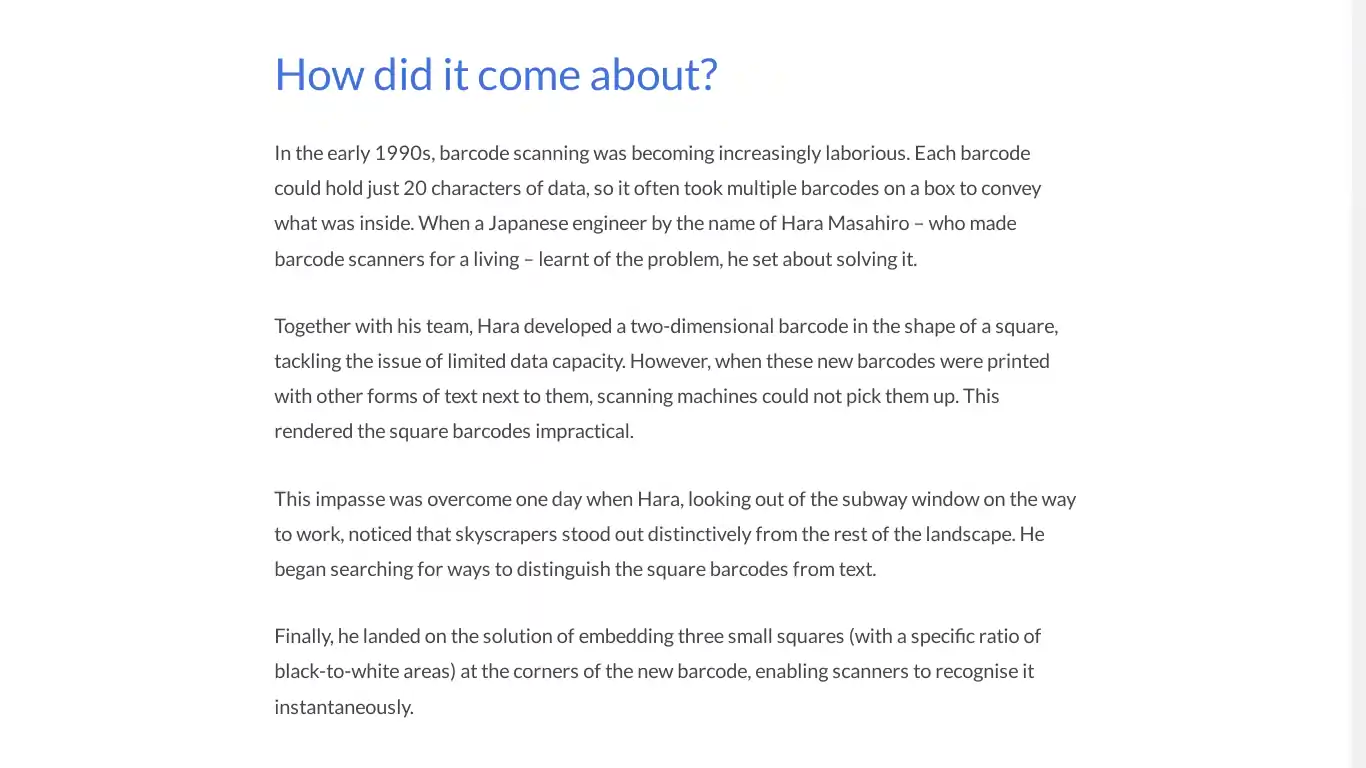 How did it come about?
In the early 1990s, barcode scanning was becoming increasingly laborious. Each barcode
could hold just 20 characters of data, so it often took multiple barcodes on a box to convey
what was inside. When a Japanese engineer by the name of Hara Masahiro – who made
barcode scanners for a living – learnt of the problem, he set about solving it.
Together with his team, Hara developed a two-dimensional barcode in the shape of a square,
tackling the issue of limited data capacity. However, when these new barcodes were printed
with other forms of text next to them, scanning machines could not pick them up. This
rendered the square barcodes impractical.
This impasse was overcome one day when Hara, looking out of the subway window on the way
to work, noticed that skyscrapers stood out distinctively from the rest of the landscape. He
began searching for ways to distinguish the square barcodes from text.
Finally, he landed on the solution of embedding three small squares (with a specific ratio of
black-to-white areas) at the corners of the new barcode, enabling scanners to recognise it
instantaneously.